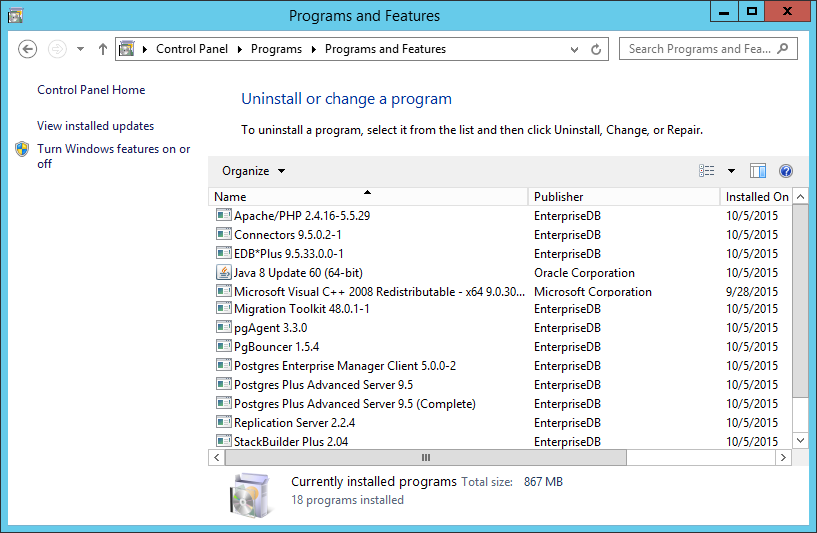 Programs and Features
Control Panel Programs Programs and Features
Search Programs and Fea...
Control Panel Home
View installed updates
Turn Windows features on or
off
Uninstall or change a program
To uninstall a program, select it from the list and then click Uninstall, Change, or Repair.
Organize
Name Publisher Installed On
Apache/PHP 2.4.16-5.5.29 EnterpriseDB 10/5/2015
Connectors 9.5.0.2-1 EnterpriseDB 10/5/2015
EDB*Plus 9.5.33.0.0-1 EnterpriseDB 10/5/2015
Java 8 Update 60 (64-bit) Oracle Corporation 10/5/2015
Microsoft Visual C++ 2008 Redistributable - x64 9.0.30... Microsoft Corporation 9/28/2015
Migration Toolkit 48.0.1-1 EnterpriseDB 10/5/2015
pgAgent 3.3.0 EnterpriseDB 10/5/2015
PgBouncer 1.5.4 EnterpriseDB 10/5/2015
Postgres Enterprise Manager Client 5.0.0-2 EnterpriseDB 10/5/2015
Postgres Plus Advanced Server 9.5 EnterpriseDB 10/5/2015
Postgres Plus Advanced Server 9.5 (Complete) EnterpriseDB 10/5/2015
Replication Server 2.2.4 EnterpriseDB 10/5/2015
StackBuilder Plus 2.04 EnterpriseDB 10/5/2015
Currently installed programs Total size: 867 MB
18 programs installed